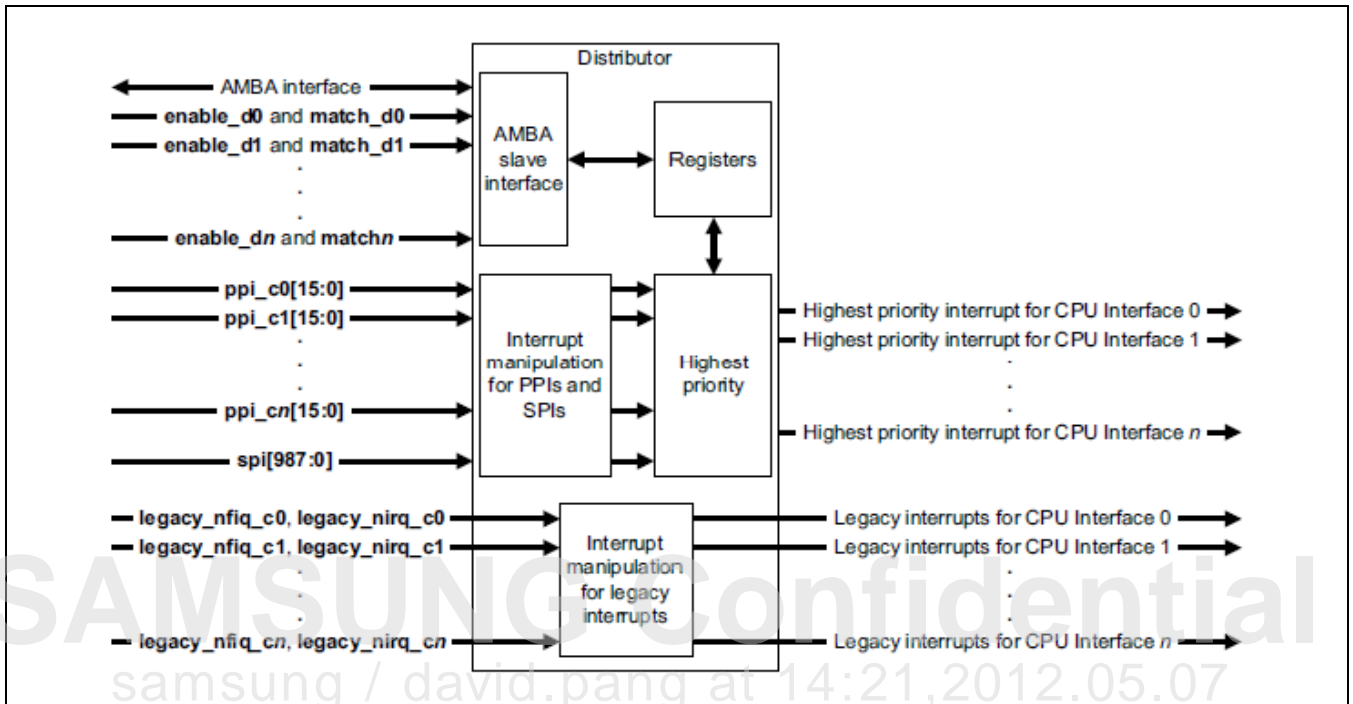 Distributor
AMBA interface
enable_d0 and match_d0
enable_d1 and match_d1
.
.
.
enable_dn and matchn
AMBA
slave
interface
Registers
ppi_c0[15:0]
ppi_c1[15:0]
.
.
.
ppi_cn[15:0]
spi[987:0]
Interrupt
manipulation
for PPIs and
SPIs
Highest
priority
Highest priority interrupt for CPU Interface 0
Highest priority interrupt for CPU Interface 1
.
.
.
Highest priority interrupt for CPU Interface n
legacy_nfiq_c0, legacy_nirq_c0
legacy_nfiq_c1, legacy_nirq_c1
.
.
.
legacy_nfiq_cn, legacy_nirq_cn
Interrupt
manipulation
for legacy
interrupts
Legacy interrupts for CPU Interface 0
Legacy interrupts for CPU Interface 1
.
.
.
Legacy interrupts for CPU Interface n
SAMSUNG Confidential
samsung / david.pang at 14:21,2012.05.07